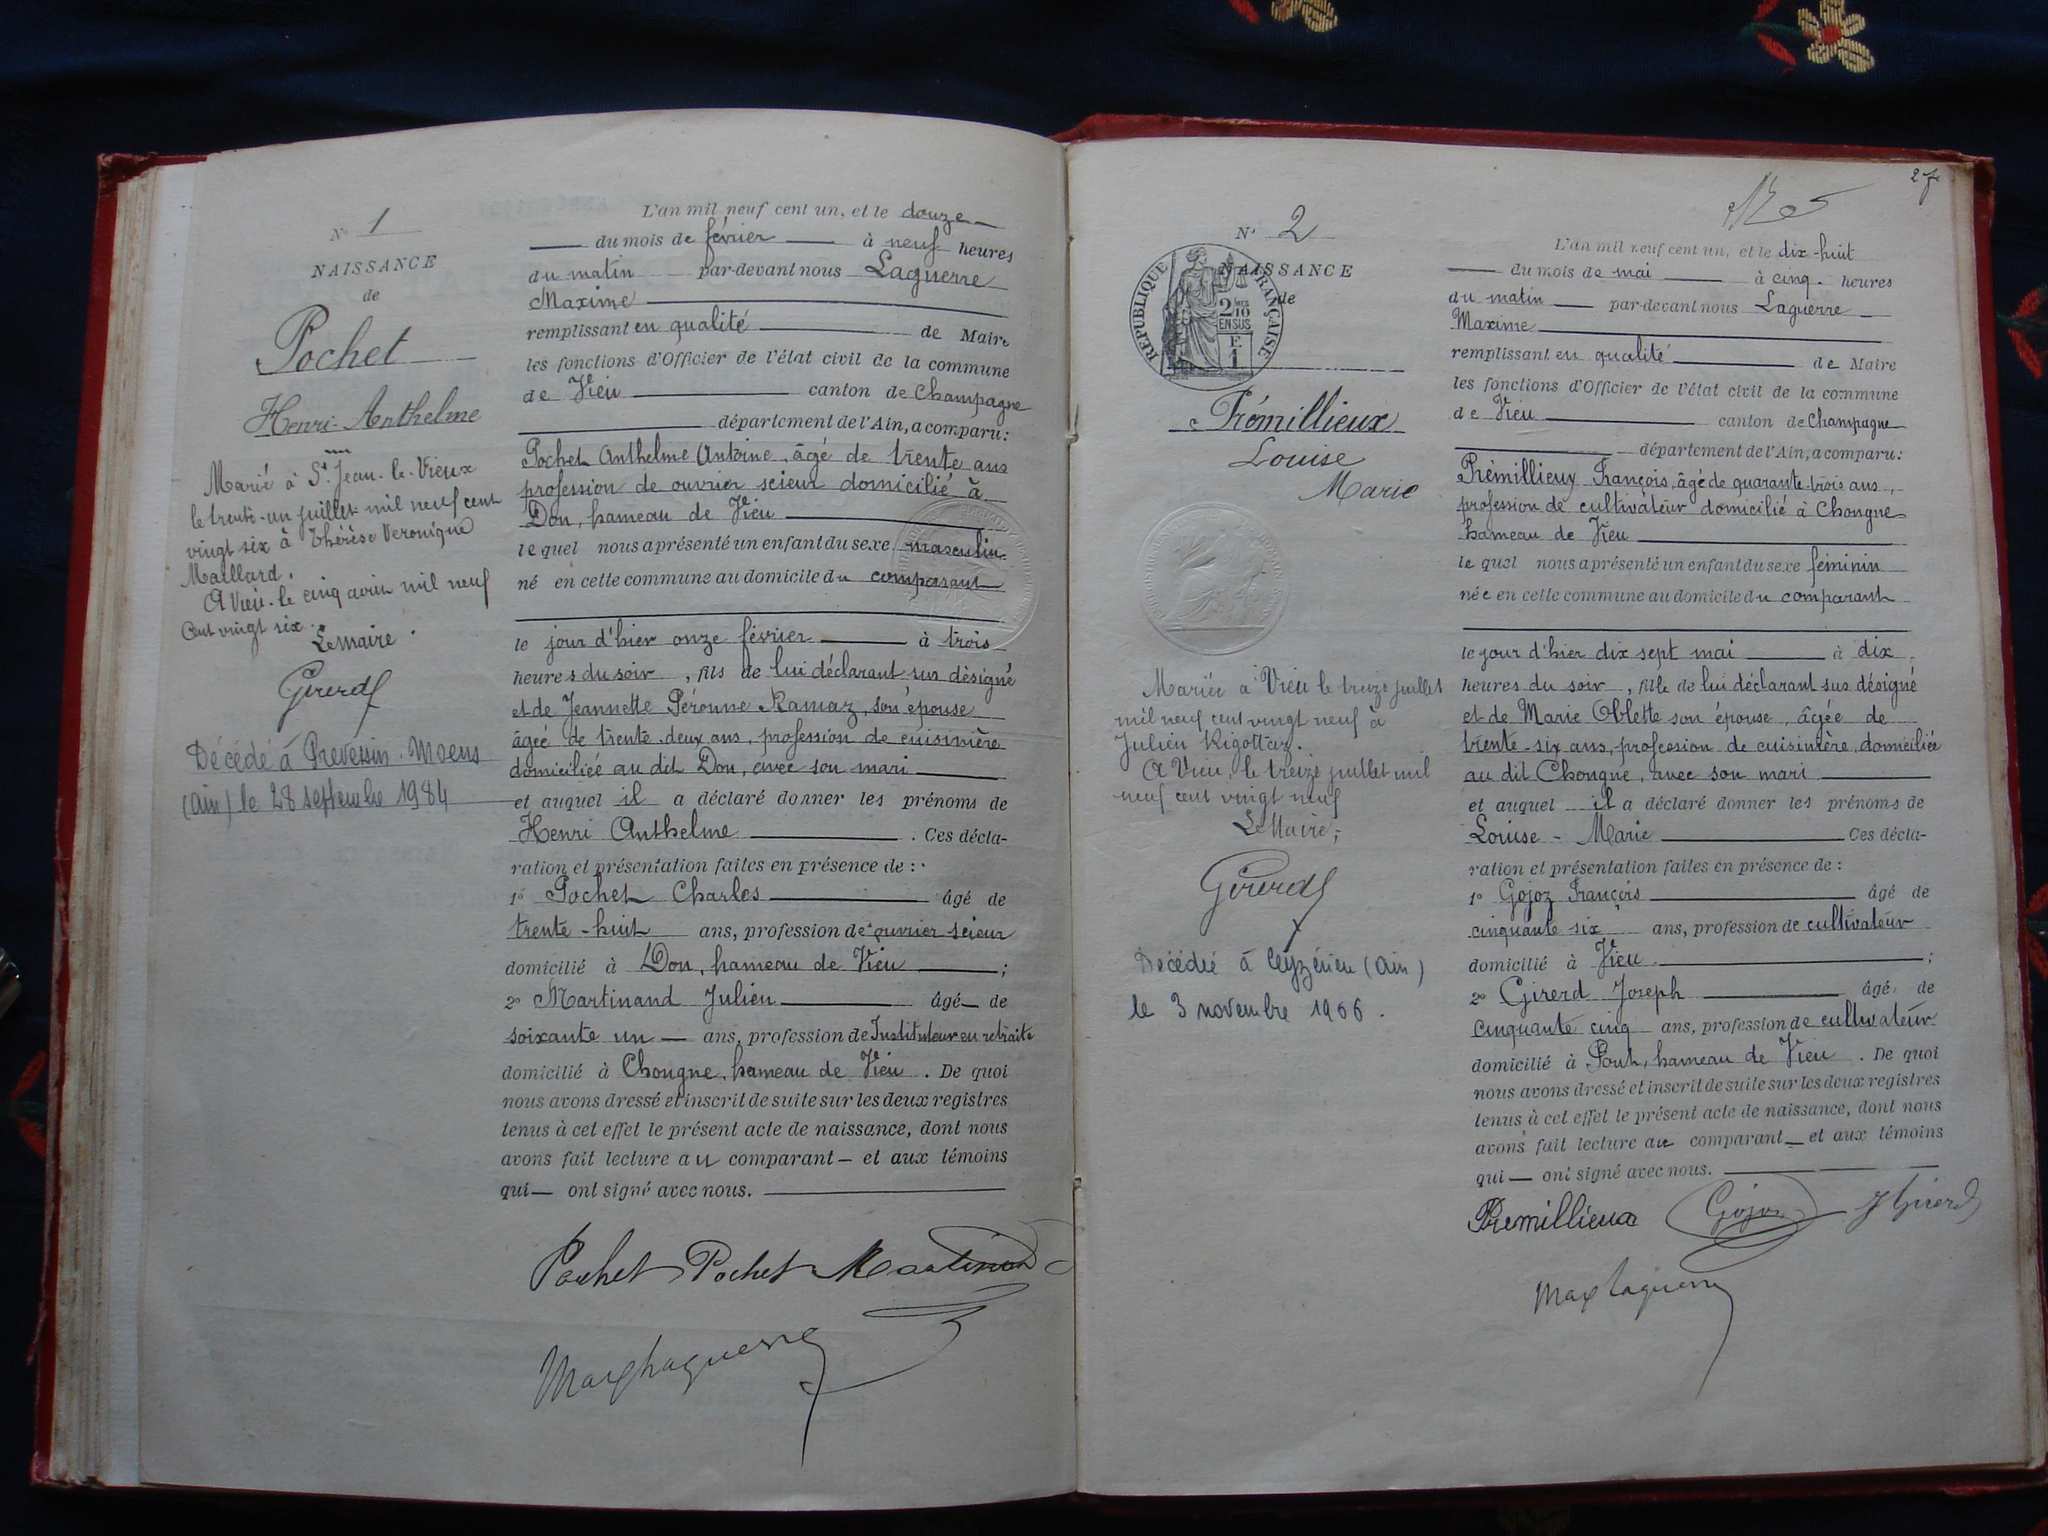 N° 1
NAISSANCE
de
Pochet
Henri-Anthelme
Marié à St Jean-le-Vieux
le trente-un juillet mil neuf cent
vingt six à Thérèse Veronique
Maillard.
A Vieu. le cinq mil neuf
Cent vingt six.
Le Maire.
Girerd
Décédé à Prevessin-Moens
(Ain) le 28 septembre 1984
L'an mil neuf cent un, et le douze
du mois de février à neuf heures
du matin par-devant nous Laguerre
Maxime
remplissant en qualité de Maire
les fonctions d'Officier de l'état civil de la commune
de Vieu canton de Champagne
département de l'Ain, a comparu:
Pochet Anthelme Antoine, âgé de trente ans
profession de ouvrier scieur domicilié à
Don, hameau de Vieu
le quel nous a présenté un enfant du sexe masculin
né en cette commune au domicile du comparant
le jour d'hier onze février à trois
heures du soir, fils de lui déclarant sus désigné
et de Jeannette Péronne Ramaz, son épouse
âgée de trente-deux ans, profession de cuisinière
domiciliée au dit Don, avec son mari
et auquel il a déclaré donner les prénoms de
Henri Anthelme. Ces décla-
ration et présentation faites en présence de:
1° Pochet Charles âgé de
trente-huit ans, profession de ouvrier scieur
domicilié à Don, hameau de Vieu;
2° Martinand Julien âgé de
soixante un ans, profession de Instituteur en retraite
domicilié à Chongne, hameau de Vieu. De quoi
nous avons dressé et inscrit de suite sur les deux registres
tenus à cet effet le présent acte de naissance, dont nous
avons fait lecture au comparant et aux témoins
qui ont signé avec nous.
Pochet Pochet Martinand
Max Laguerre
2
N° 2
NAISSANCE
de
RÉPUBLIQUE FRANÇAISE
2/10
EN SUS
E
1
Prémillieux
Louise
Marie
Mariée à Vieu le treize juillet
mil neuf cent vingt neuf à
Julien Rigottaz.
A Vieu, le treize juillet mil
neuf cent vingt neuf
Le Maire;
Girerd
Décédée à Ceyzérieu (Ain)
le 3 novembre 1966.
L'an mil neuf cent un, et le dix-huit
du mois de mai à cinq heures
du matin par-devant nous Laguerre
Maxime
remplissant en qualité de Maire
les fonctions d'Officier de l'état civil de la commune
de Vieu canton de Champagne
département de l'Ain, a comparu:
Prémillieux François, âgé de quarante-trois ans,
profession de cultivateur domicilié à Chongne
hameau de Vieu
le quel nous a présenté un enfant du sexe féminin
née en cette commune au domicile du comparant
le jour d'hier dix sept mai à dix
heures du soir, fille de lui déclarant sus désigné
et de Marie Oblette son épouse, âgée de
trente-six ans, profession de cuisinière, domiciliée
au dit Chongne, avec son mari
et auquel il a déclaré donner les prénoms de
Louise-Marie Ces décla-
ration et présentation faites en présence de:
1° Gojoz François âgé de
cinquante six ans, profession de cultivateur
domicilié à Vieu;
2° Girerd Joseph âgé de
cinquante cinq ans, profession de cultivateur
domicilié à Pont, hameau de Vieu. De quoi
nous avons dressé et inscrit de suite sur les deux registres
tenus à cet effet le présent acte de naissance, dont nous
avons fait lecture au comparant et aux témoins
qui ont signé avec nous.
Premillieux Gojoz J Girerd
Max Laguerre